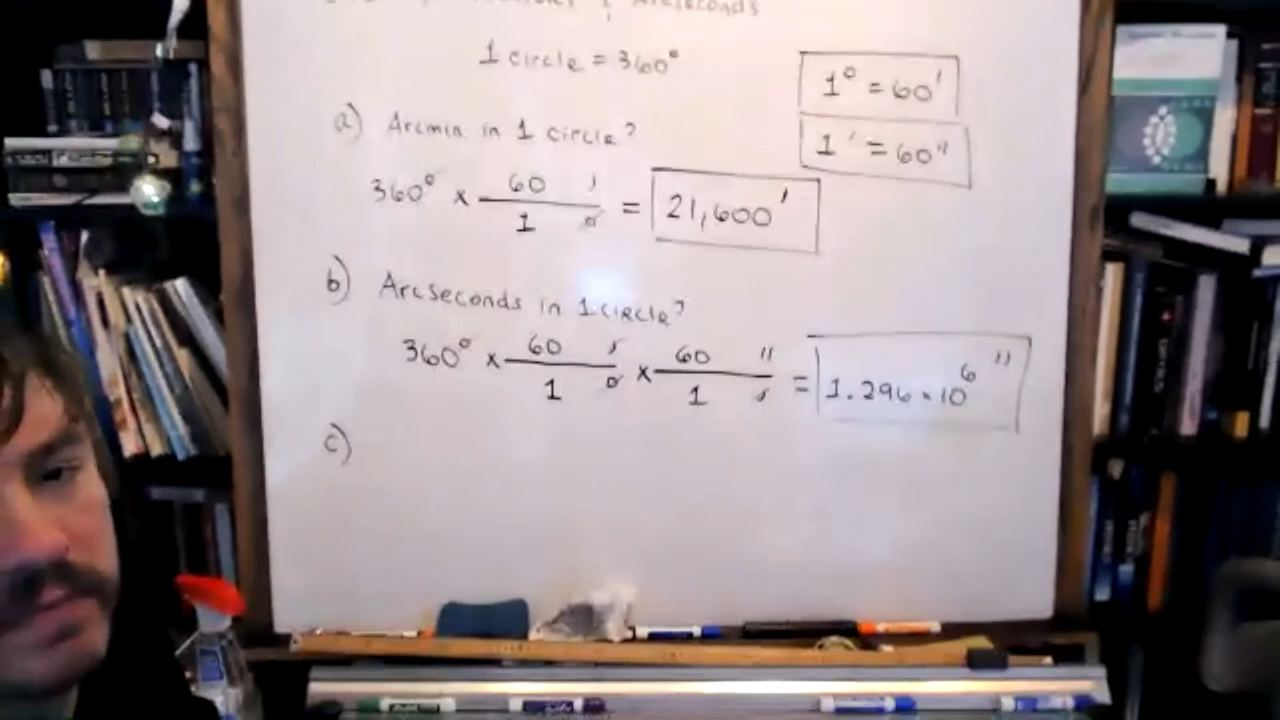 Arcseconds
1 circle = 360°
1° = 60'
1' = 60"
a) Arcmin in 1 circle?
360° x 60 ' / 1 ° = 21,600'
b) Arcseconds in 1 circle?
360° x 60 ' / 1 ° x 60 " / 1 ' = 1.296 x 10⁶ "
c)